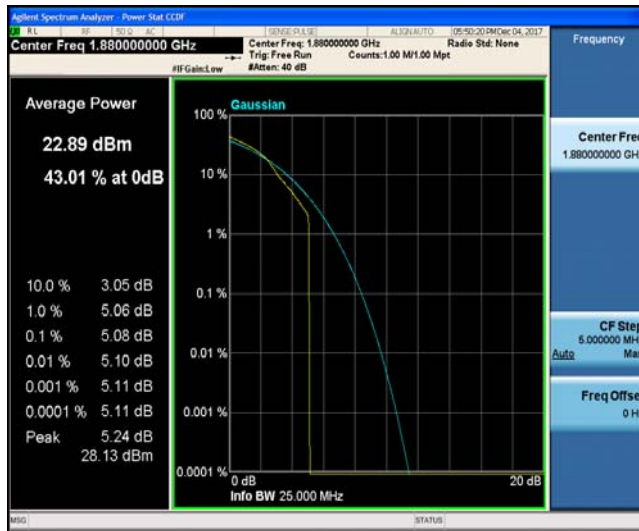 Agilent Spectrum Analyzer - Power Stat CCDF
RL RF 50 Ω AC SENSE:PULSE ALIGN AUTO 05:50:20 PM Dec 04, 2017
Center Freq 1.880000000 GHz
Center Freq: 1.880000000 GHz Radio Std: None
Trig: Free Run Counts:1.00 M/1.00 Mpt
#IFGain:Low #Atten: 40 dB
Frequency
Average Power
22.89 dBm
43.01 % at 0dB
10.0 % 3.05 dB
1.0 % 5.06 dB
0.1 % 5.08 dB
0.01 % 5.10 dB
0.001 % 5.11 dB
0.0001 % 5.11 dB
Peak 5.24 dB
28.13 dBm
Gaussian
100 %
10 %
1 %
0.1 %
0.01 %
0.001 %
0.0001 %
0 dB 20 dB
Info BW 25.000 MHz
Center Fre
1.880000000 GH
CF Step
5.000000 MH
Auto Ma
Freq Offse
0 H
MSG STATUS